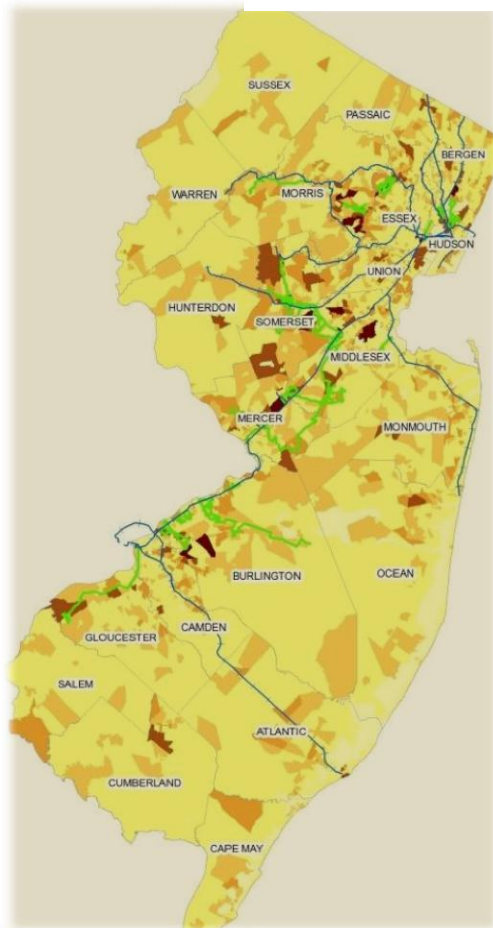 SUSSEX
PASSAIC
BERGEN
WARREN
MORRIS
ESSEX
HUDSON
UNION
HUNTERDON
SOMERSET
MIDDLESEX
MERCER
MONMOUTH
OCEAN
BURLINGTON
CAMDEN
GLOUCESTER
SALEM
ATLANTIC
CUMBERLAND
CAPE MAY